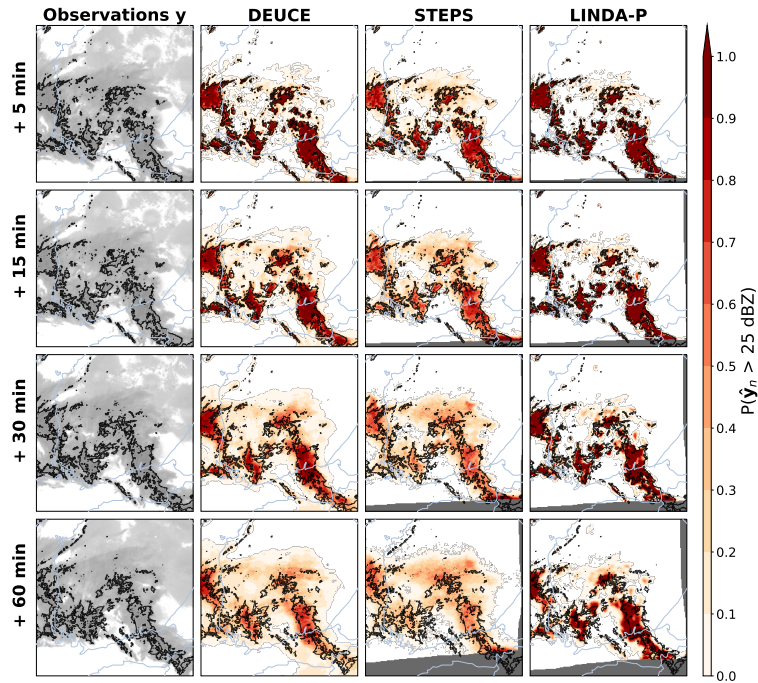 Observations y DEUCE STEPS LINDA-P
+ 5 min
+ 15 min
+ 30 min
+ 60 min
1.0
0.9
0.8
0.7
0.6
0.5
0.4
0.3
0.2
0.1
0.0
P(ŷₙ > 25 dBZ)